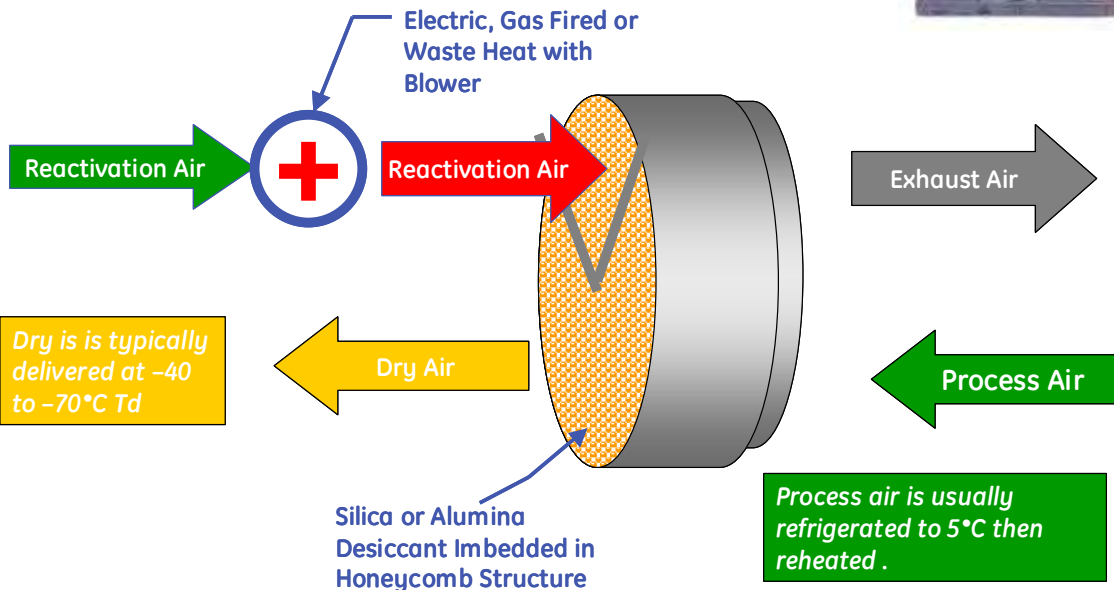 Electric, Gas Fired or
Waste Heat with
Blower
Reactivation Air
Reactivation Air
Exhaust Air
Dry is is typically
delivered at –40
to –70°C Td
Dry Air
Process Air
Silica or Alumina
Desiccant Imbedded in
Honeycomb Structure
Process air is usually
refrigerated to 5°C then
reheated .